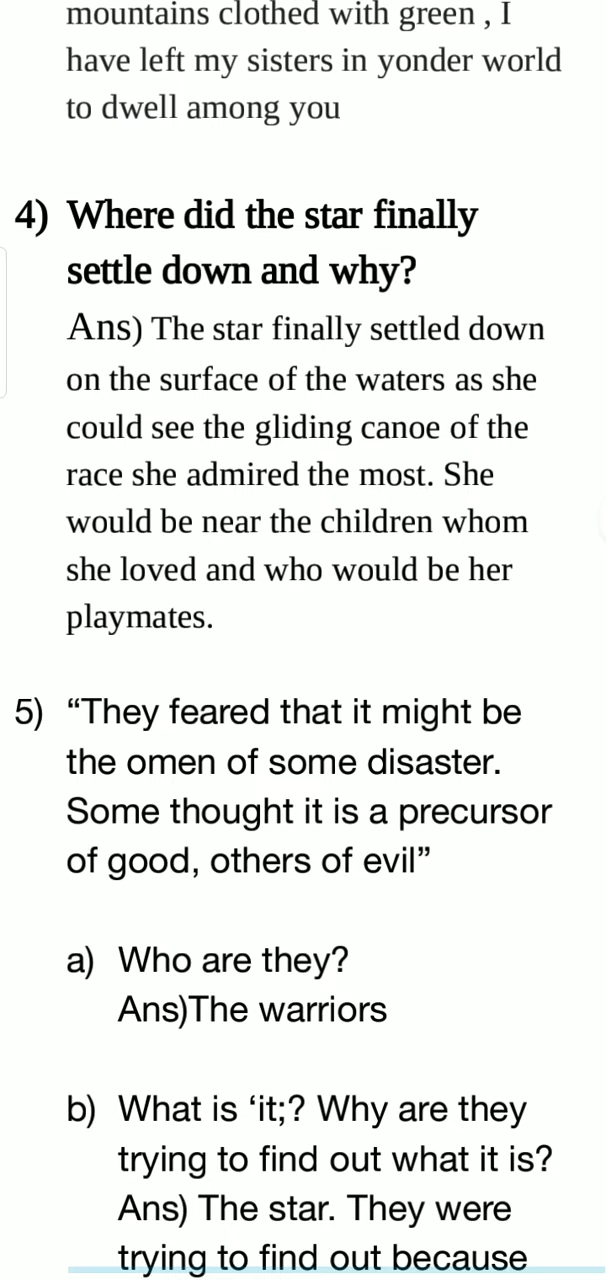 mountains clothed with green , I
have left my sisters in yonder world
to dwell among you
4) Where did the star finally
settle down and why?
Ans) The star finally settled down
on the surface of the waters as she
could see the gliding canoe of the
race she admired the most. She
would be near the children whom
she loved and who would be her
playmates.
5) “They feared that it might be
the omen of some disaster.
Some thought it is a precursor
of good, others of evil”
a) Who are they?
Ans)The warriors
b) What is ‘it;? Why are they
trying to find out what it is?
Ans) The star. They were
trying to find out because